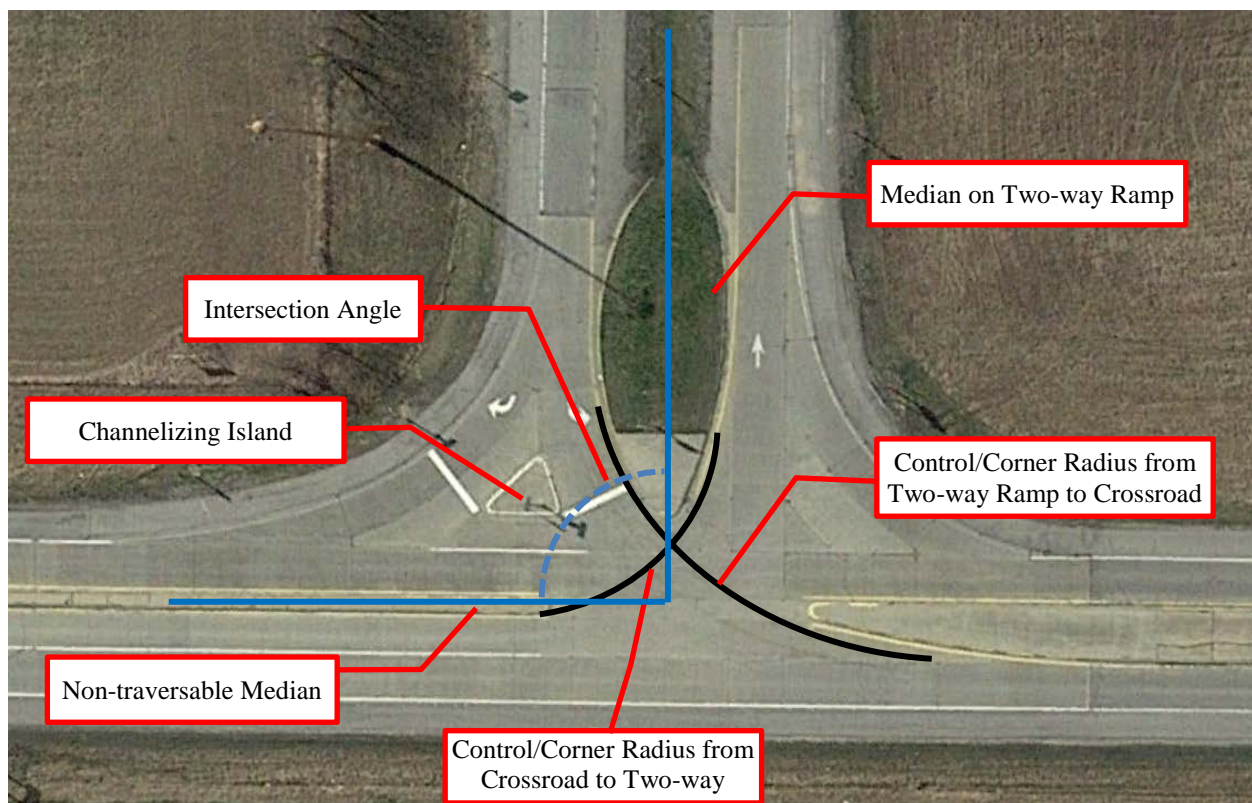 Median on Two-way Ramp
Intersection Angle
Channelizing Island
Control/Corner Radius from
Two-way Ramp to Crossroad
Non-traversable Median
Control/Corner Radius from
Crossroad to Two-way